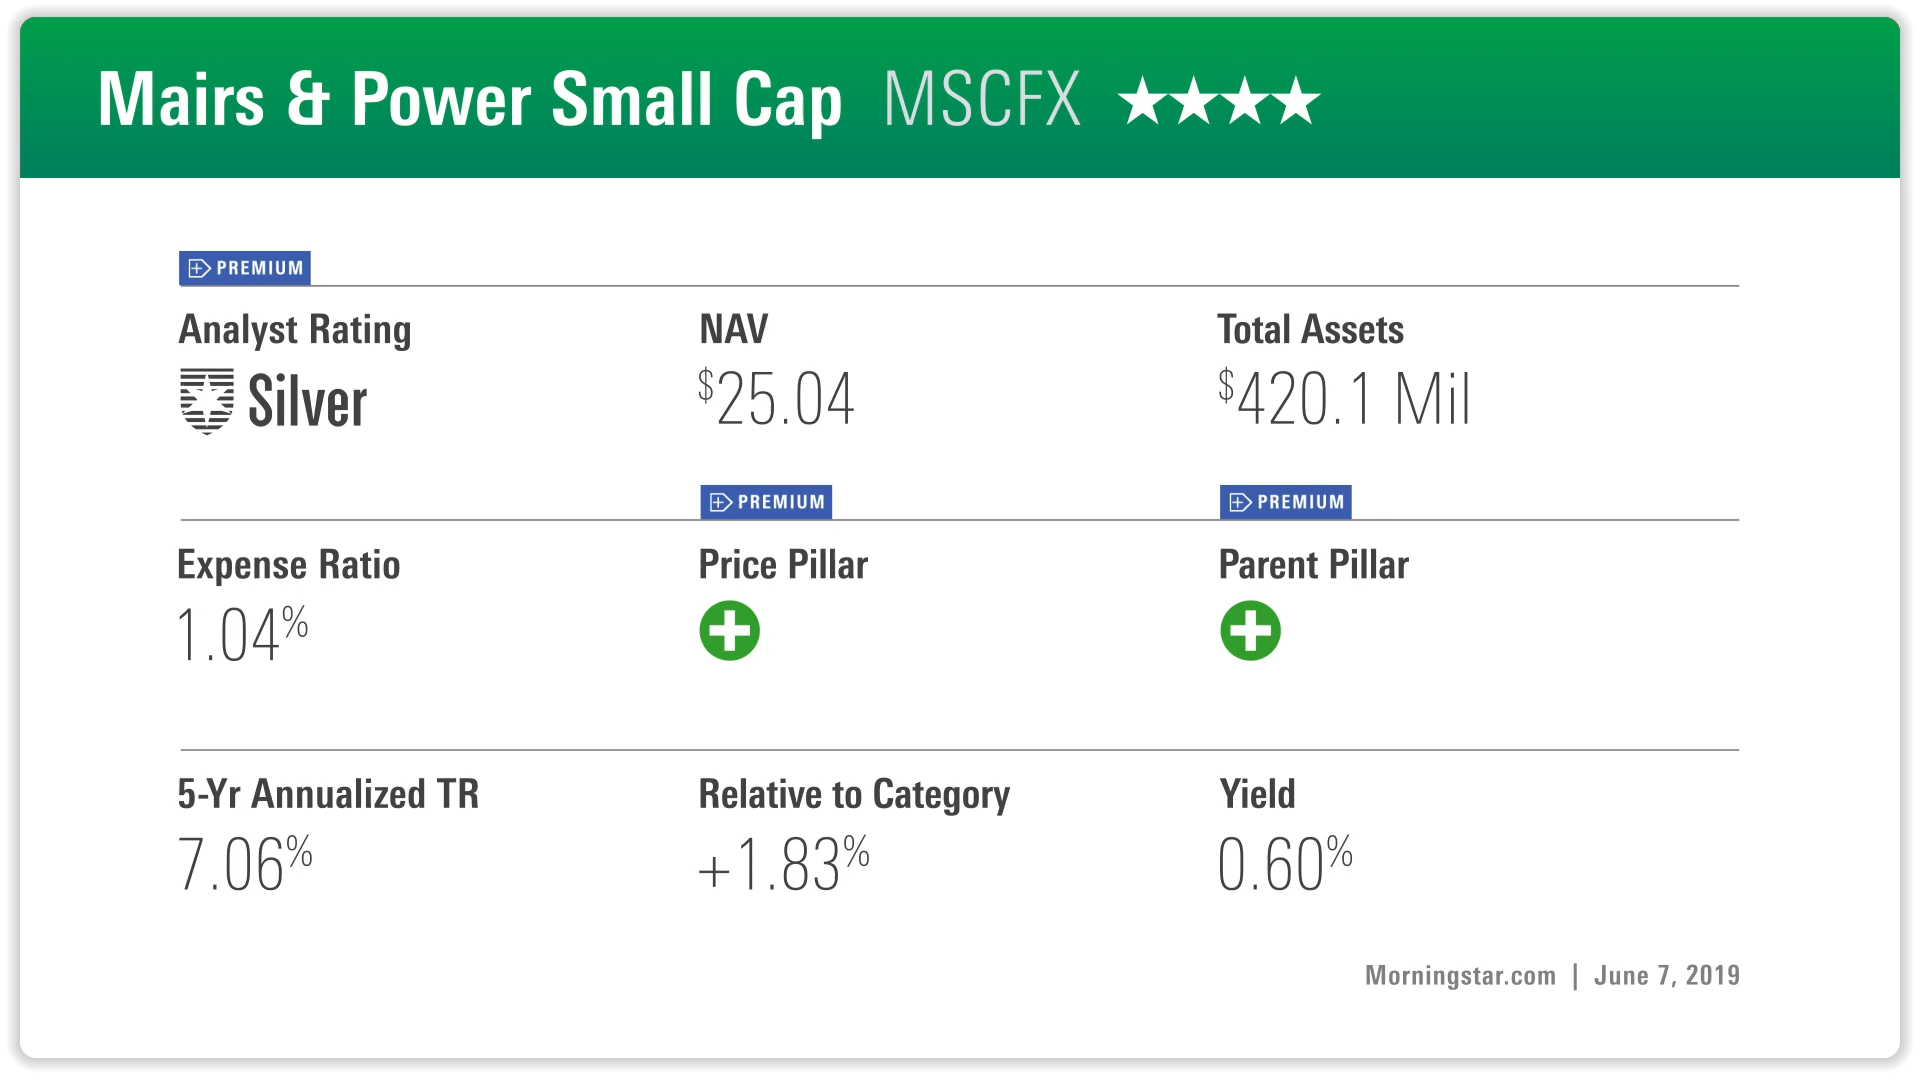 Mairs & Power Small Cap MSCFX ★★★★
PREMIUM
Analyst Rating NAV Total Assets
Silver $25.04 $420.1 Mil
PREMIUM PREMIUM
Expense Ratio Price Pillar Parent Pillar
1.04%
5-Yr Annualized TR Relative to Category Yield
7.06% +1.83% 0.60%
Morningstar.com | June 7, 2019